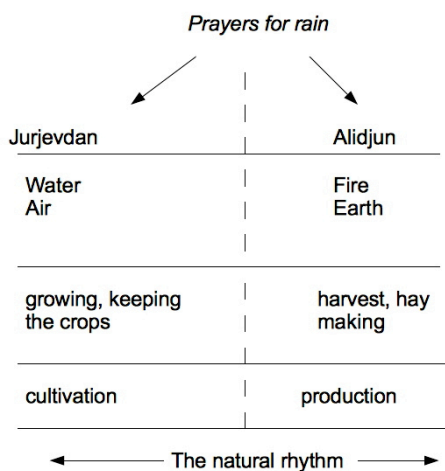 Prayers for rain
Jurjevdan Alidjun
Water Fire
Air Earth
growing, keeping harvest, hay
the crops making
cultivation production
The natural rhythm